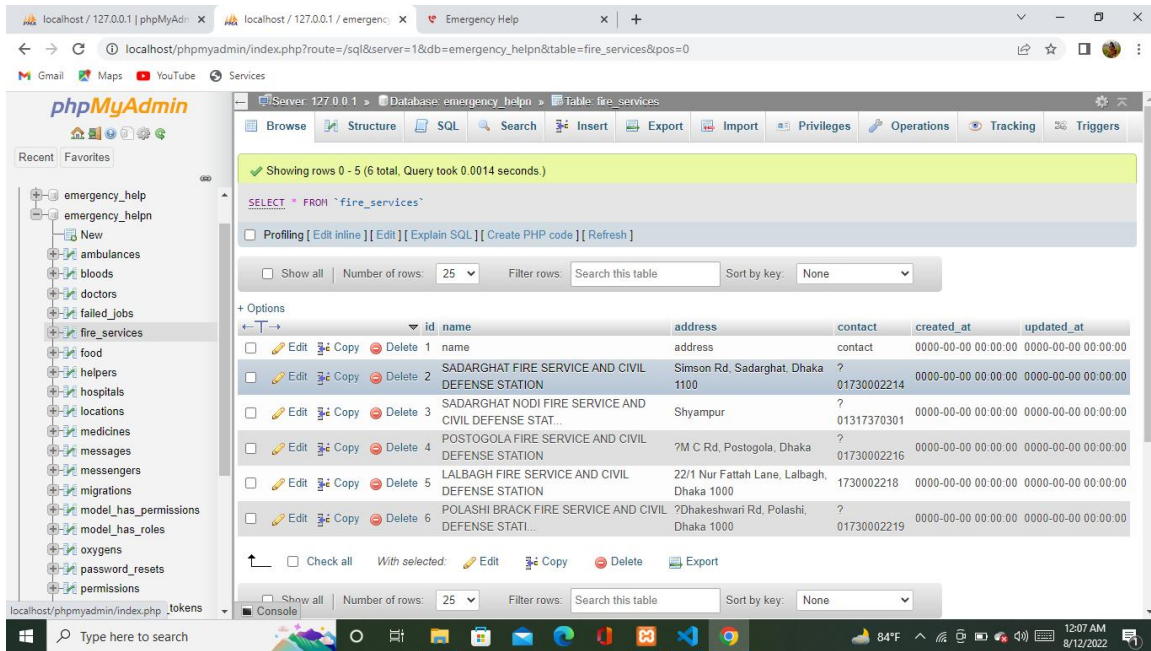 localhost / 127.0.0.1 | phpMyAdn
localhost / 127.0.0.1 / emergenc
Emergency Help
localhost/phpmyadmin/index.php?route=/sql&server=1&db=emergency_helpn&table=fire_services&pos=0
Gmail Maps YouTube Services
phpMyAdmin
Recent Favorites
emergency_help
emergency_helpn
New
ambulances
bloods
doctors
failed_jobs
fire_services
food
helpers
hospitals
locations
medicines
messages
messengers
migrations
model_has_permissions
model_has_roles
oxygens
password_resets
permissions
_tokens
localhost/phpmyadmin/index.php
Server: 127.0.0.1 » Database: emergency_helpn » Table: fire_services
Browse Structure SQL Search Insert Export Import Privileges Operations Tracking Triggers
Showing rows 0 - 5 (6 total, Query took 0.0014 seconds.)
SELECT * FROM `fire_services`
Profiling [ Edit inline ] [ Edit ] [ Explain SQL ] [ Create PHP code ] [ Refresh ]
Show all | Number of rows: 25 Filter rows: Search this table Sort by key: None
+ Options
←T→ id name address contact created_at updated_at
Edit Copy Delete 1 name address contact 0000-00-00 00:00:00 0000-00-00 00:00:00
Edit Copy Delete 2 SADARGHAT FIRE SERVICE AND CIVIL DEFENSE STATION Simson Rd, Sadarghat, Dhaka 1100 ? 01730002214 0000-00-00 00:00:00 0000-00-00 00:00:00
Edit Copy Delete 3 SADARGHAT NODI FIRE SERVICE AND CIVIL DEFENSE STAT... Shyampur ? 01317370301 0000-00-00 00:00:00 0000-00-00 00:00:00
Edit Copy Delete 4 POSTOGOLA FIRE SERVICE AND CIVIL DEFENSE STATION ?M C Rd, Postogola, Dhaka ? 01730002216 0000-00-00 00:00:00 0000-00-00 00:00:00
Edit Copy Delete 5 LALBAGH FIRE SERVICE AND CIVIL DEFENSE STATION 22/1 Nur Fattah Lane, Lalbagh, Dhaka 1000 1730002218 0000-00-00 00:00:00 0000-00-00 00:00:00
Edit Copy Delete 6 POLASHI BRACK FIRE SERVICE AND CIVIL DEFENSE STATI... ?Dhakeshwari Rd, Polashi, Dhaka 1000 ? 01730002219 0000-00-00 00:00:00 0000-00-00 00:00:00
Check all With selected: Edit Copy Delete Export
Show all | Number of rows: 25 Filter rows: Search this table Sort by key: None
Console
Type here to search
84°F
12:07 AM
8/12/2022